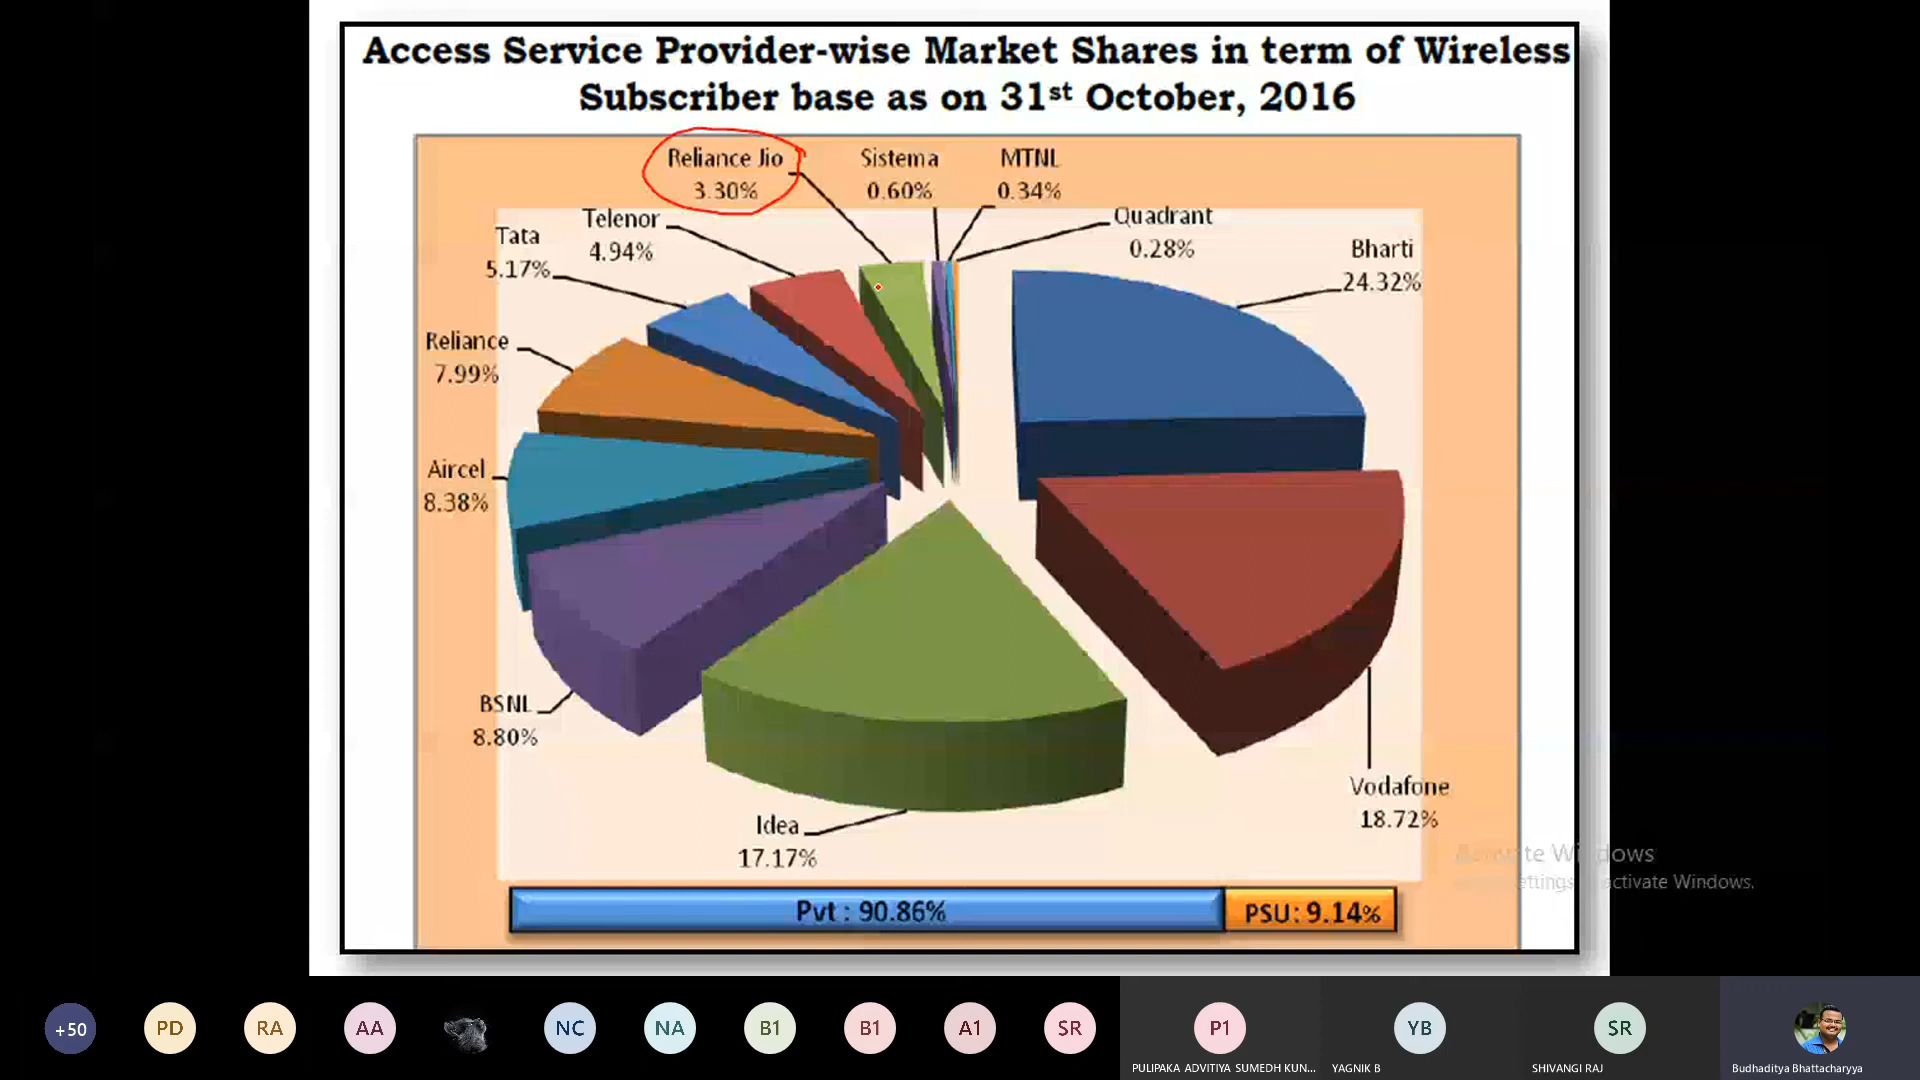 Access Service Provider-wise Market Shares in term of Wireless
Subscriber base as on 31st October, 2016
Reliance Jio
3.30%
Sistema
0.60%
MTNL
0.34%
Quadrant
0.28%
Telenor
4.94%
Tata
5.17%
Bharti
24.32%
Reliance
7.99%
Aircel
8.38%
BSNL
8.80%
Vodafone
18.72%
Idea
17.17%
Pvt : 90.86%
PSU: 9.14%
Windows
activate Windows.
+50
PD
RA
AA
NC
NA
B1
B1
A1
SR
P1
YB
SR
PULIPAKA ADVITIYA SUMEDH KUN...
YAGNIK B
SHIVANGI RAJ
Budhaditya Bhattacharyya